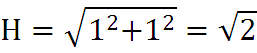 H = √(1²+1²) = √2